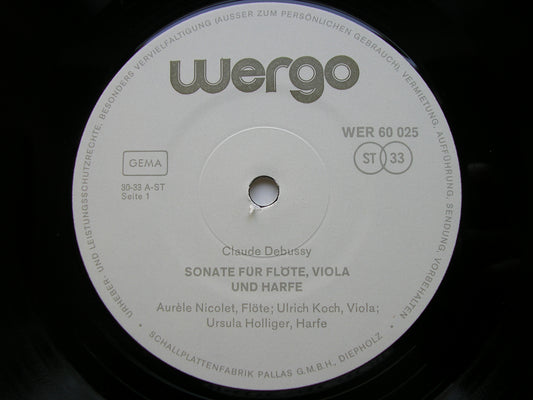 URHEBER- UND LEISTUNGSSCHUTZRECHTE, BESONDERS VERVIELFÄLTIGUNG (AUSSER ZUM PERSÖNLICHEN GEBRAUCH), VERMIETUNG, AUFFÜHRUNG, SENDUNG, VORBEHALTEN.
wergo
WER 60 025
GEMA
ST 33
30-33 A-ST
Seite 1
Claude Debussy
SONATE FÜR FLÖTE, VIOLA
UND HARFE
Aurèle Nicolet, Flöte; Ulrich Koch, Viola;
Ursula Holliger, Harfe
SCHALLPLATTENFABRIK PALLAS G.M.B.H., DIEPHOLZ